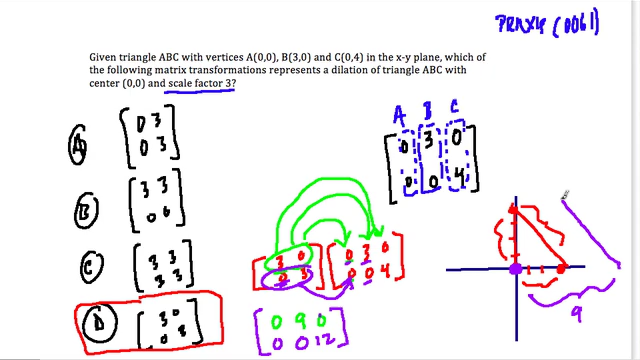 PRAXIS (0061)
Given triangle ABC with vertices A(0,0), B(3,0) and C(0,4) in the x-y plane, which of
the following matrix transformations represents a dilation of triangle ABC with
center (0,0) and scale factor 3?
A
0 3
0 3
B
3 3
0 0
C
3 3
3 3
D
3 0
0 3
A B C
0 3 0
0 0 4
3 0 0 3 0
0 3 0 0 4
0 9 0
0 0 12
9